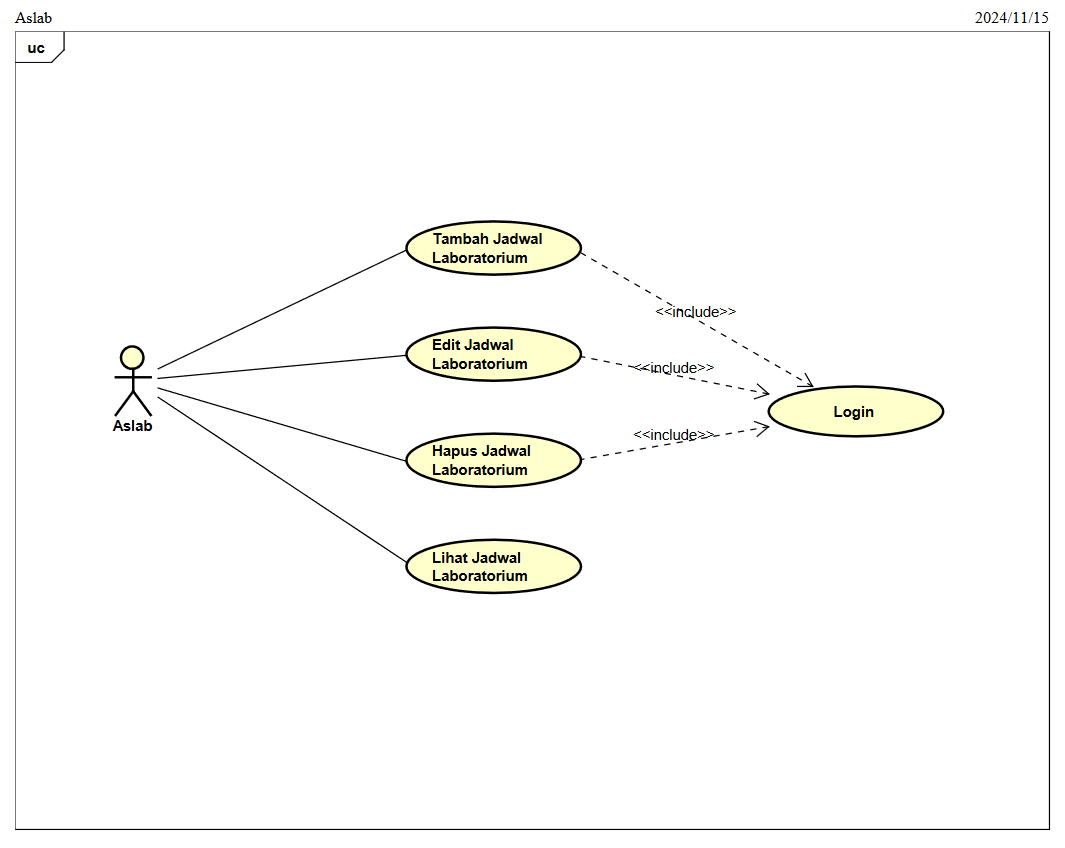 Aslab
2024/11/15
uc
Tambah Jadwal
Laboratorium
<<include>>
Edit Jadwal
Laboratorium
<<include>>
Login
Aslab
Hapus Jadwal
Laboratorium
<<include>>
Lihat Jadwal
Laboratorium